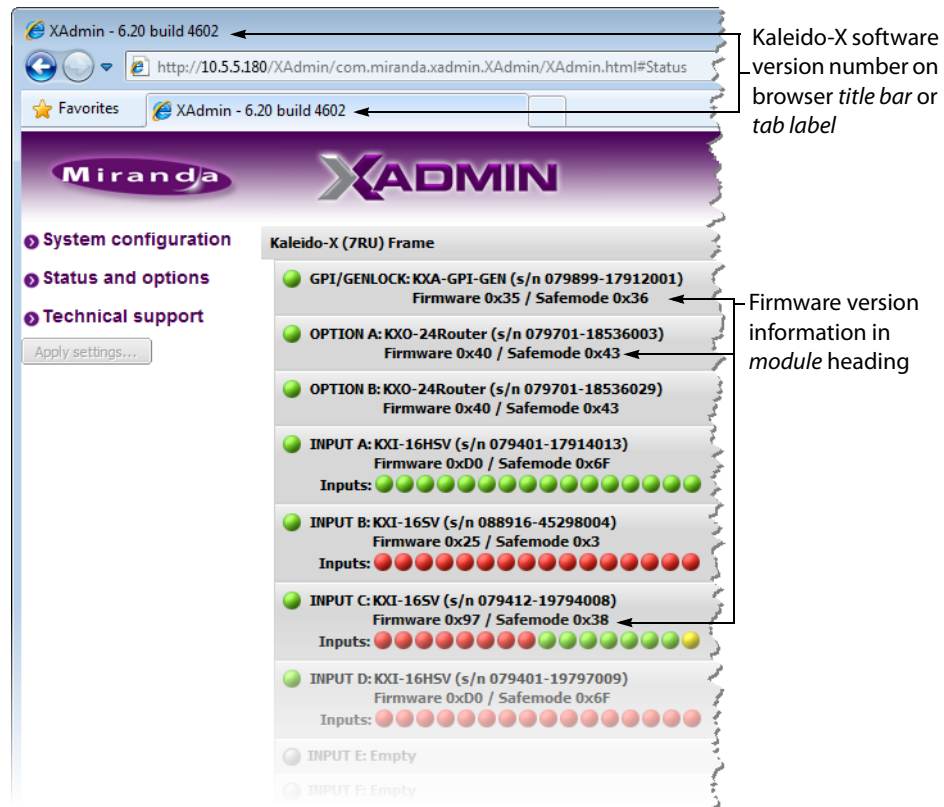 XAdmin - 6.20 build 4602
http://10.5.5.180/XAdmin/com.miranda.xadmin.XAdmin/XAdmin.html#Status
Favorites
XAdmin - 6.20 build 4602
Kaleido-X software
version number on
browser title bar or
tab label
Miranda
XADMIN
System configuration
Status and options
Technical support
Apply settings...
Kaleido-X (7RU) Frame
GPI/GENLOCK: KXA-GPI-GEN (s/n 079899-17912001)
Firmware 0x35 / Safemode 0x36
OPTION A: KXO-24Router (s/n 079701-18536003)
Firmware 0x40 / Safemode 0x43
OPTION B: KXO-24Router (s/n 079701-18536029)
Firmware 0x40 / Safemode 0x43
INPUT A: KXI-16HSV (s/n 079401-17914013)
Firmware 0xD0 / Safemode 0x6F
Inputs:
INPUT B: KXI-16SV (s/n 088916-45298004)
Firmware 0x25 / Safemode 0x3
Inputs:
INPUT C: KXI-16SV (s/n 079412-19794008)
Firmware 0x97 / Safemode 0x38
Inputs:
INPUT D: KXI-16HSV (s/n 079401-19797009)
Firmware 0xD0 / Safemode 0x6F
Inputs:
INPUT E: Empty
INPUT F: Empty
Firmware version
information in
module heading